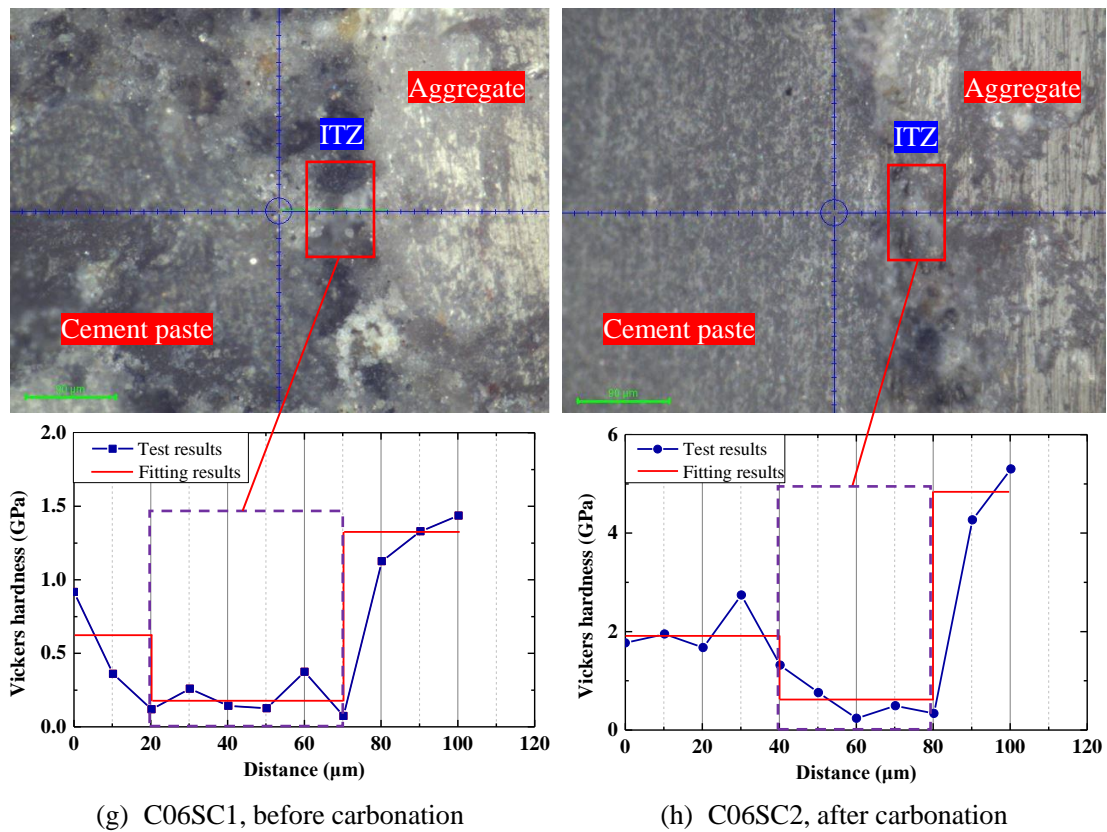 Aggregate
ITZ
Cement paste
90 µm
Aggregate
ITZ
Cement paste
90 µm
2.0
1.5
1.0
0.5
0.0
Vickers hardness (GPa)
Test results
Fitting results
0 20 40 60 80 100 120
Distance (µm)
(g) C06SC1, before carbonation
6
4
2
0
Vickers hardness (GPa)
Test results
Fitting results
0 20 40 60 80 100 120
Distance (µm)
(h) C06SC2, after carbonation